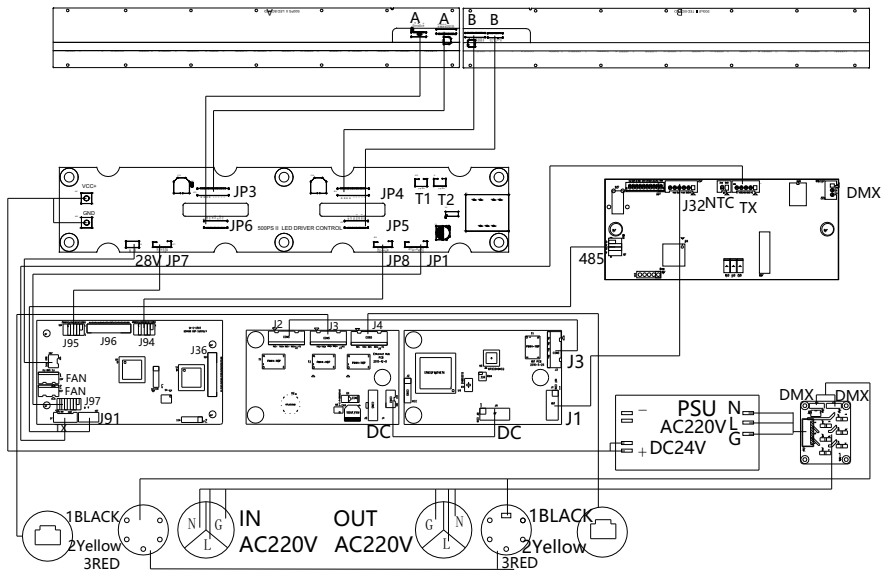 A
B
A A B B
JP3
JP4
T1 T2
JP6
JP5
VCC+
GND
500PS II LED DRIVER CONTROL
28V JP7
JP8 JP1
J32 NTC TX
DMX
485
J95 J96 J94
J36
FAN
FAN
J97
TX
J91
J2 J3 J4
DC
DC
J3
J1
PSU
AC220V
DC24V
-
+
N
L
G
DMX DMX
1BLACK
2Yellow
3RED
N G
L
IN
AC220V
OUT
AC220V
G N
L
1BLACK
2Yellow
3RED